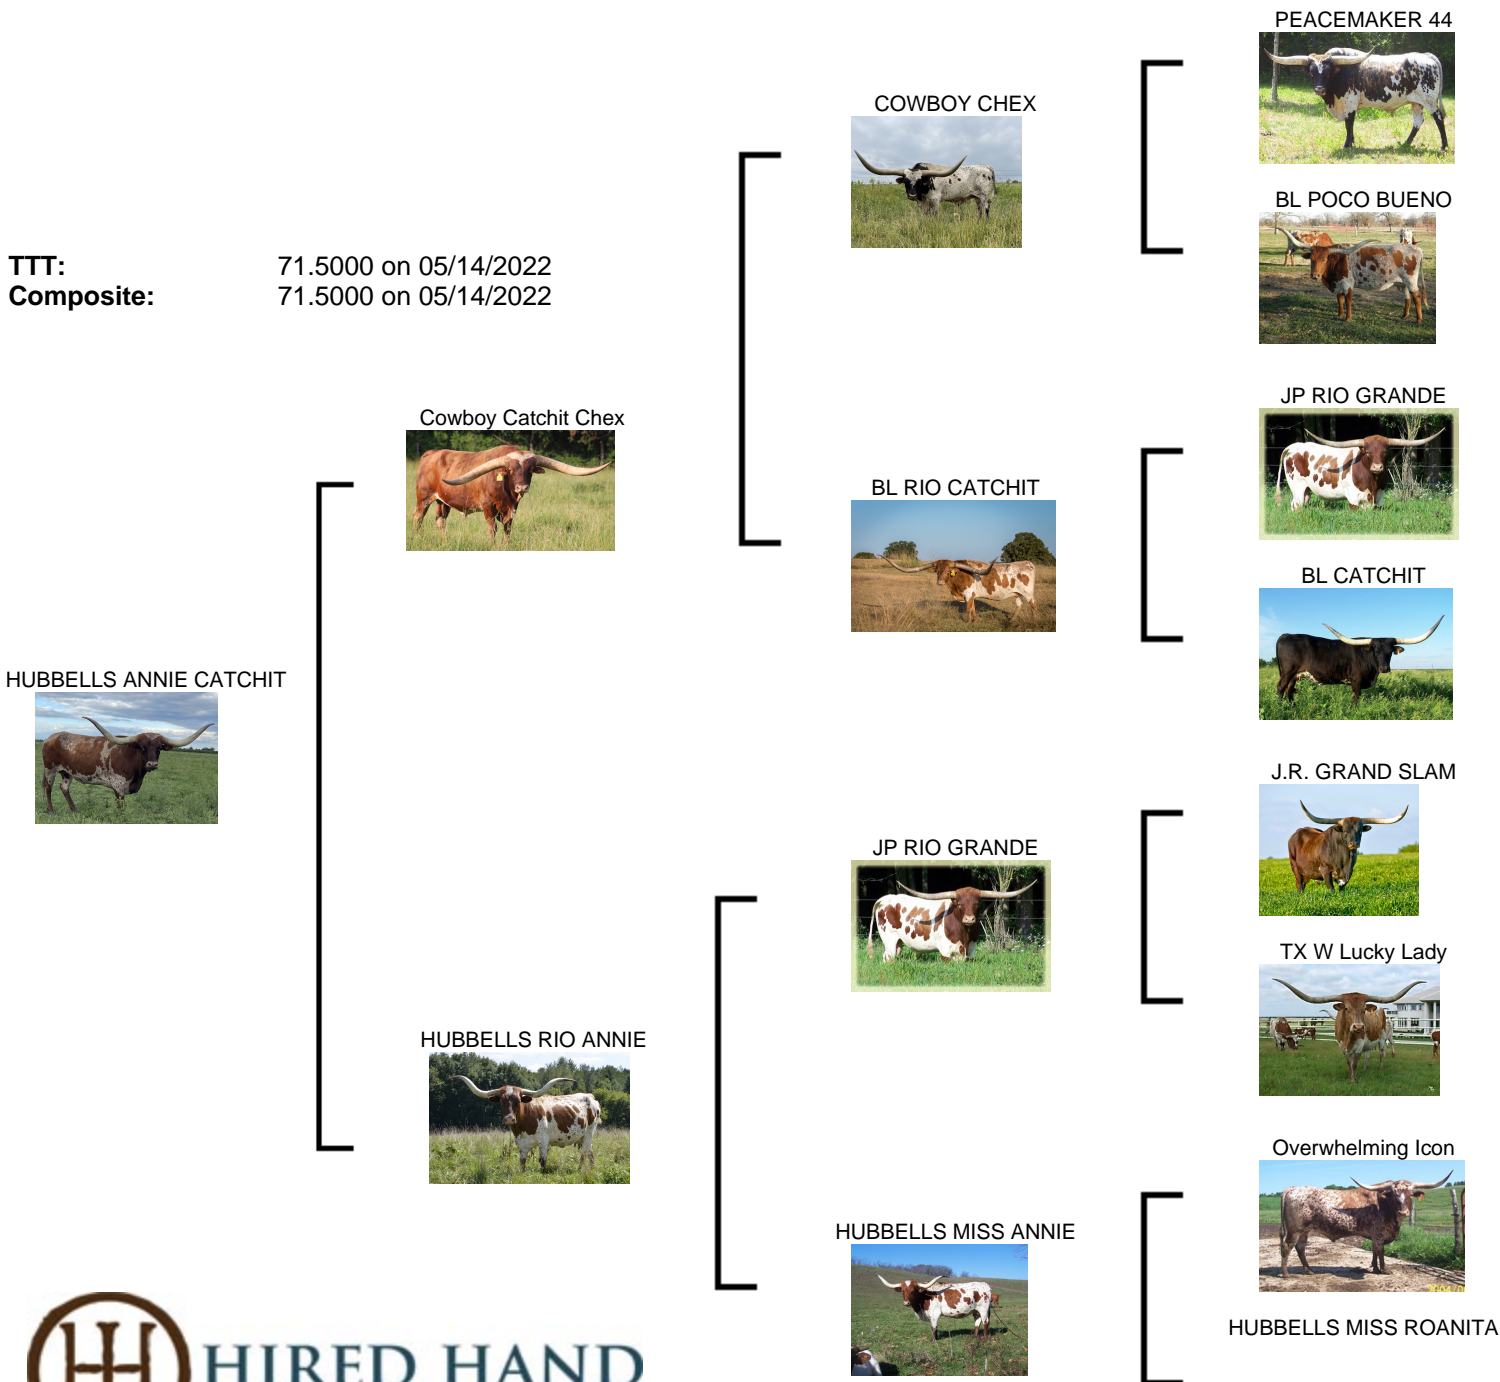 PEACEMAKER 44
COWBOY CHEX
BL POCO BUENO
TTT: 71.5000 on 05/14/2022
Composite: 71.5000 on 05/14/2022
JP RIO GRANDE
Cowboy Catchit Chex
BL RIO CATCHIT
BL CATCHIT
HUBBELLS ANNIE CATCHIT
J.R. GRAND SLAM
JP RIO GRANDE
TX W Lucky Lady
HUBBELLS RIO ANNIE
Overwhelming Icon
HUBBELLS MISS ANNIE
HUBBELLS MISS ROANITA
HIRED HAND